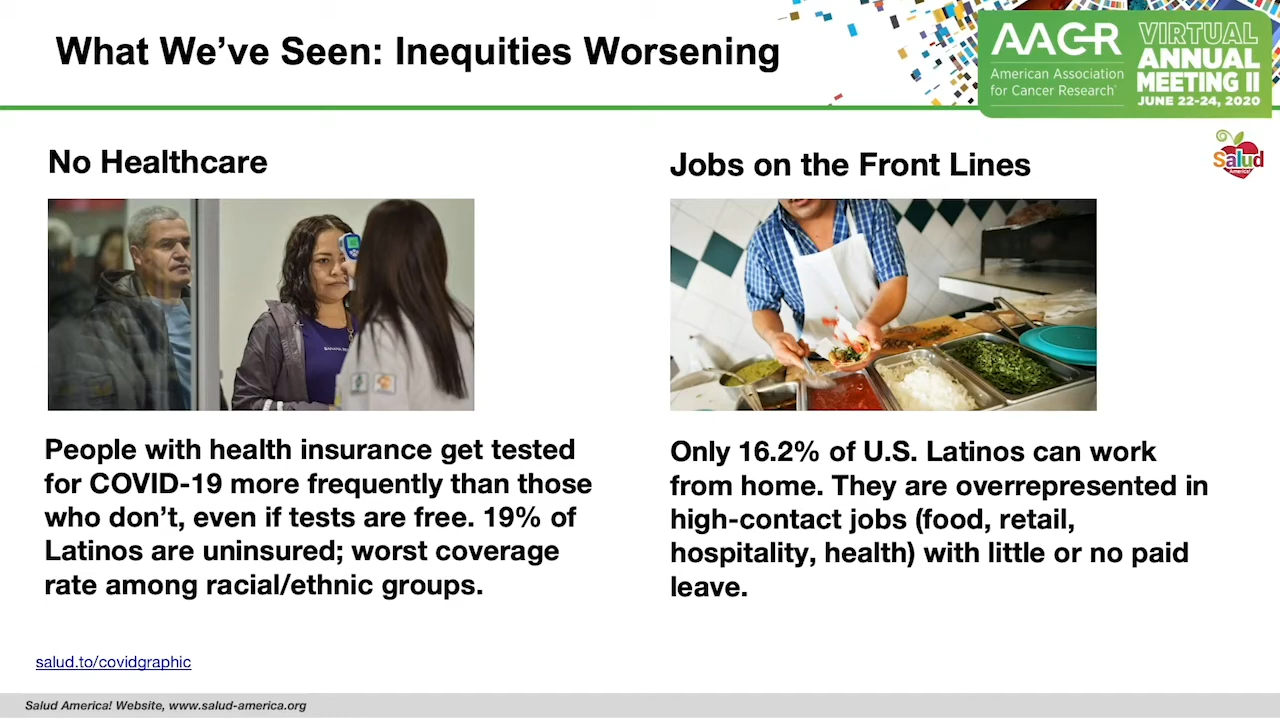 What We've Seen: Inequities Worsening
AACR
American Association
for Cancer Research
VIRTUAL
ANNUAL
MEETING II
JUNE 22-24, 2020
Salud
America!
No Healthcare
People with health insurance get tested
for COVID-19 more frequently than those
who don't, even if tests are free. 19% of
Latinos are uninsured; worst coverage
rate among racial/ethnic groups.
Jobs on the Front Lines
Only 16.2% of U.S. Latinos can work
from home. They are overrepresented in
high-contact jobs (food, retail,
hospitality, health) with little or no paid
leave.
salud.to/covidgraphic
Salud America! Website, www.salud-america.org